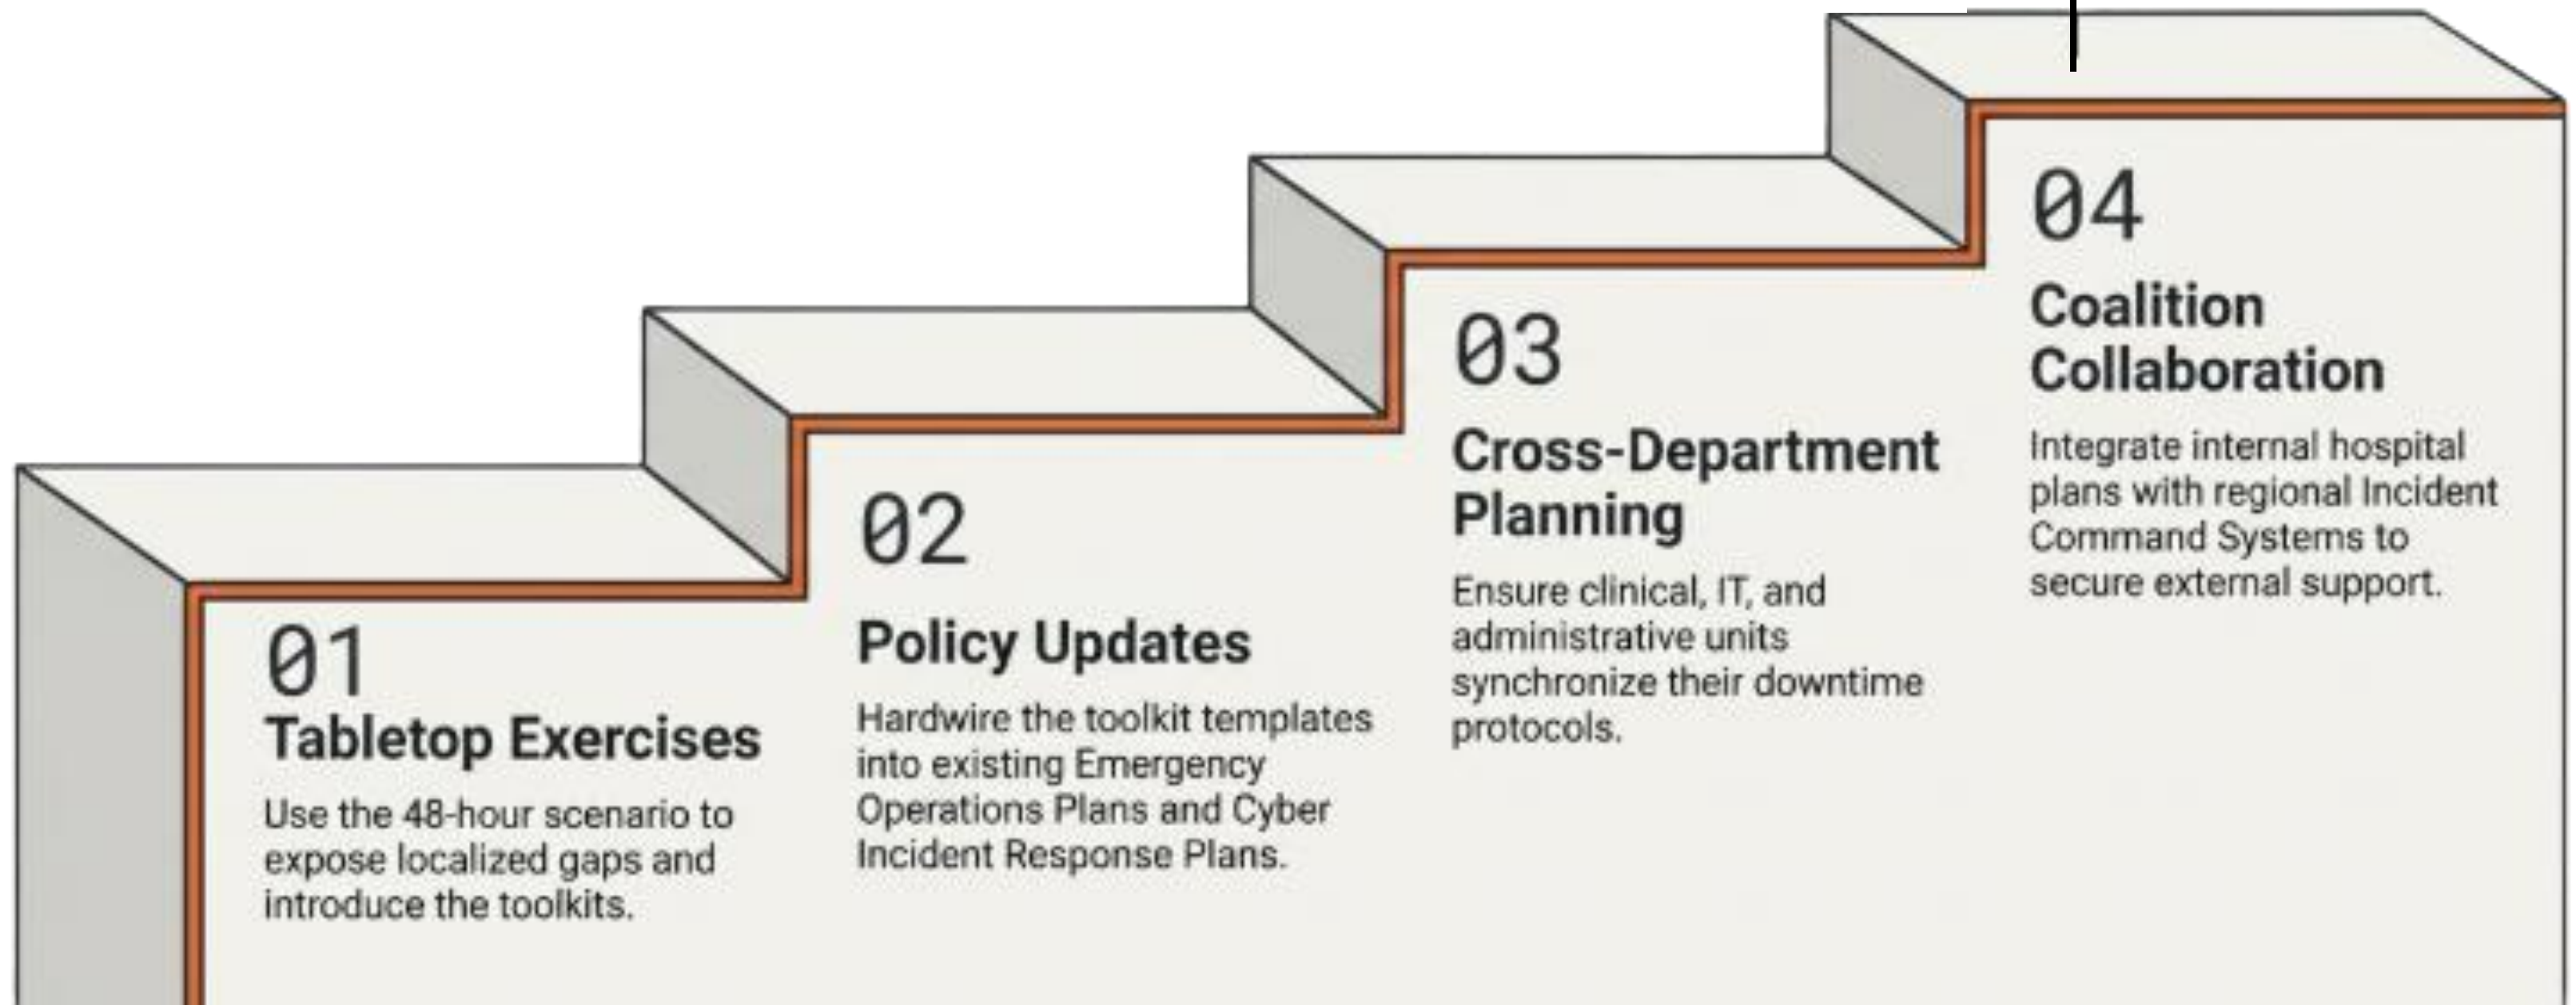 01
Tabletop Exercises
Use the 48-hour scenario to
expose localized gaps and
introduce the toolkits.
02
Policy Updates
Hardwire the toolkit templates
into existing Emergency
Operations Plans and Cyber
Incident Response Plans.
03
Cross-Department
Planning
Ensure clinical, IT, and
administrative units
synchronize their downtime
protocols.
04
Coalition
Collaboration
Integrate internal hospital
plans with regional Incident
Command Systems to
secure external support.